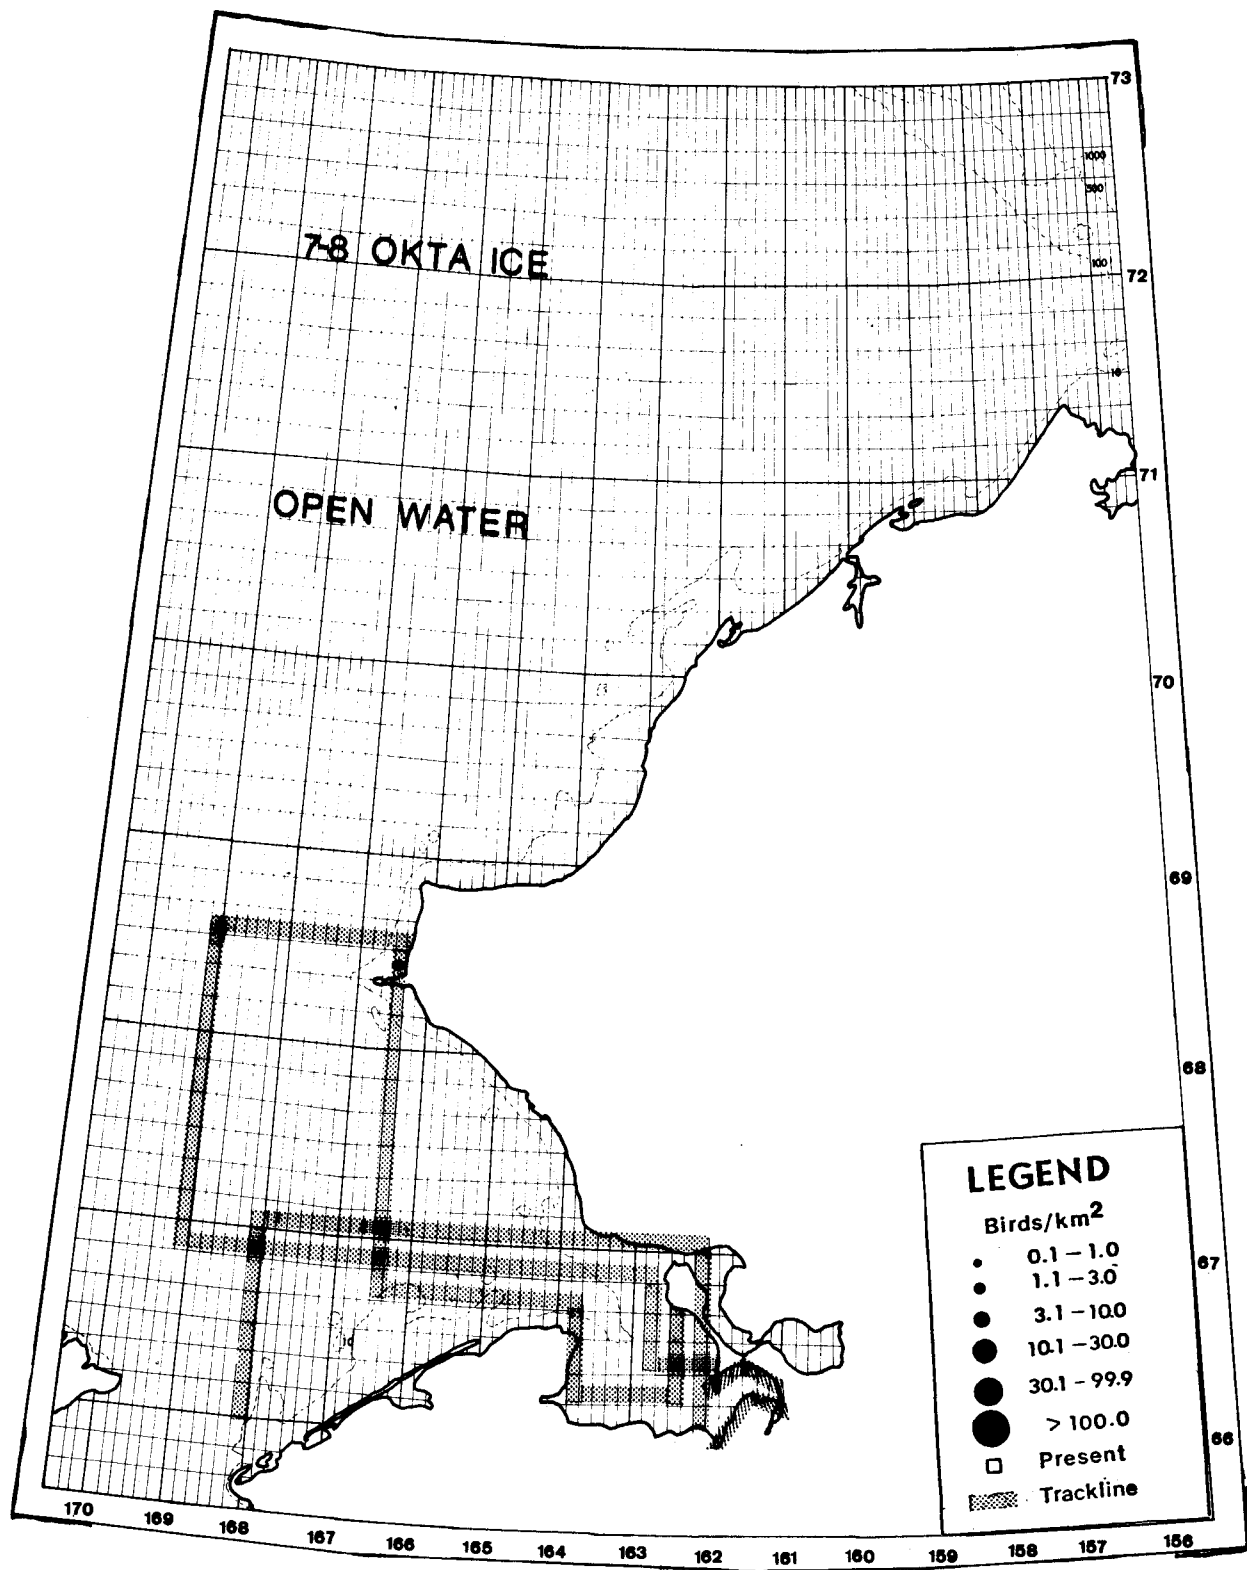 73
1000
500
7-8 OKTA ICE
100
72
10
71
OPEN WATER
70
69
68
LEGEND
Birds/km2
0.1 – 1.0
1.1 – 3.0
3.1 – 10.0
10.1 – 30.0
30.1 – 99.9
> 100.0
Present
Trackline
67
10
66
170 169 168 167 166 165 164 163 162 161 160 159 158 157 156